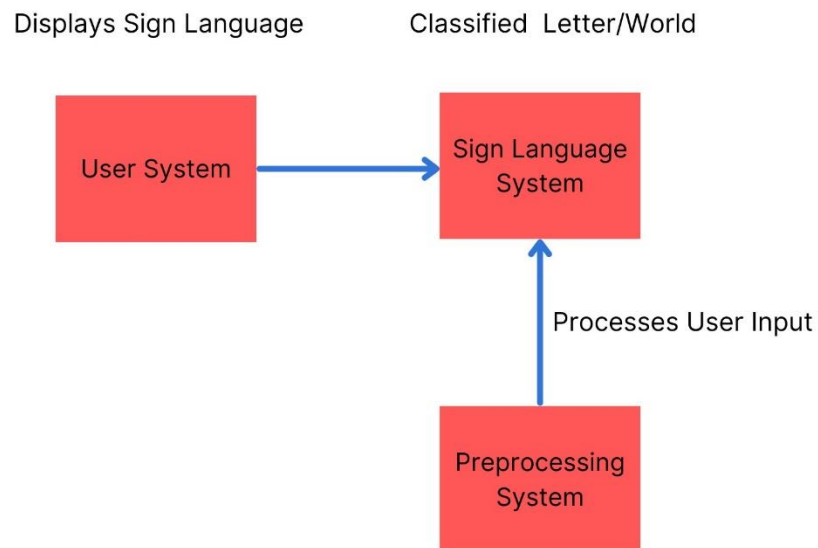 Displays Sign Language
Classified Letter/World
User System
Sign Language
System
Processes User Input
Preprocessing
System